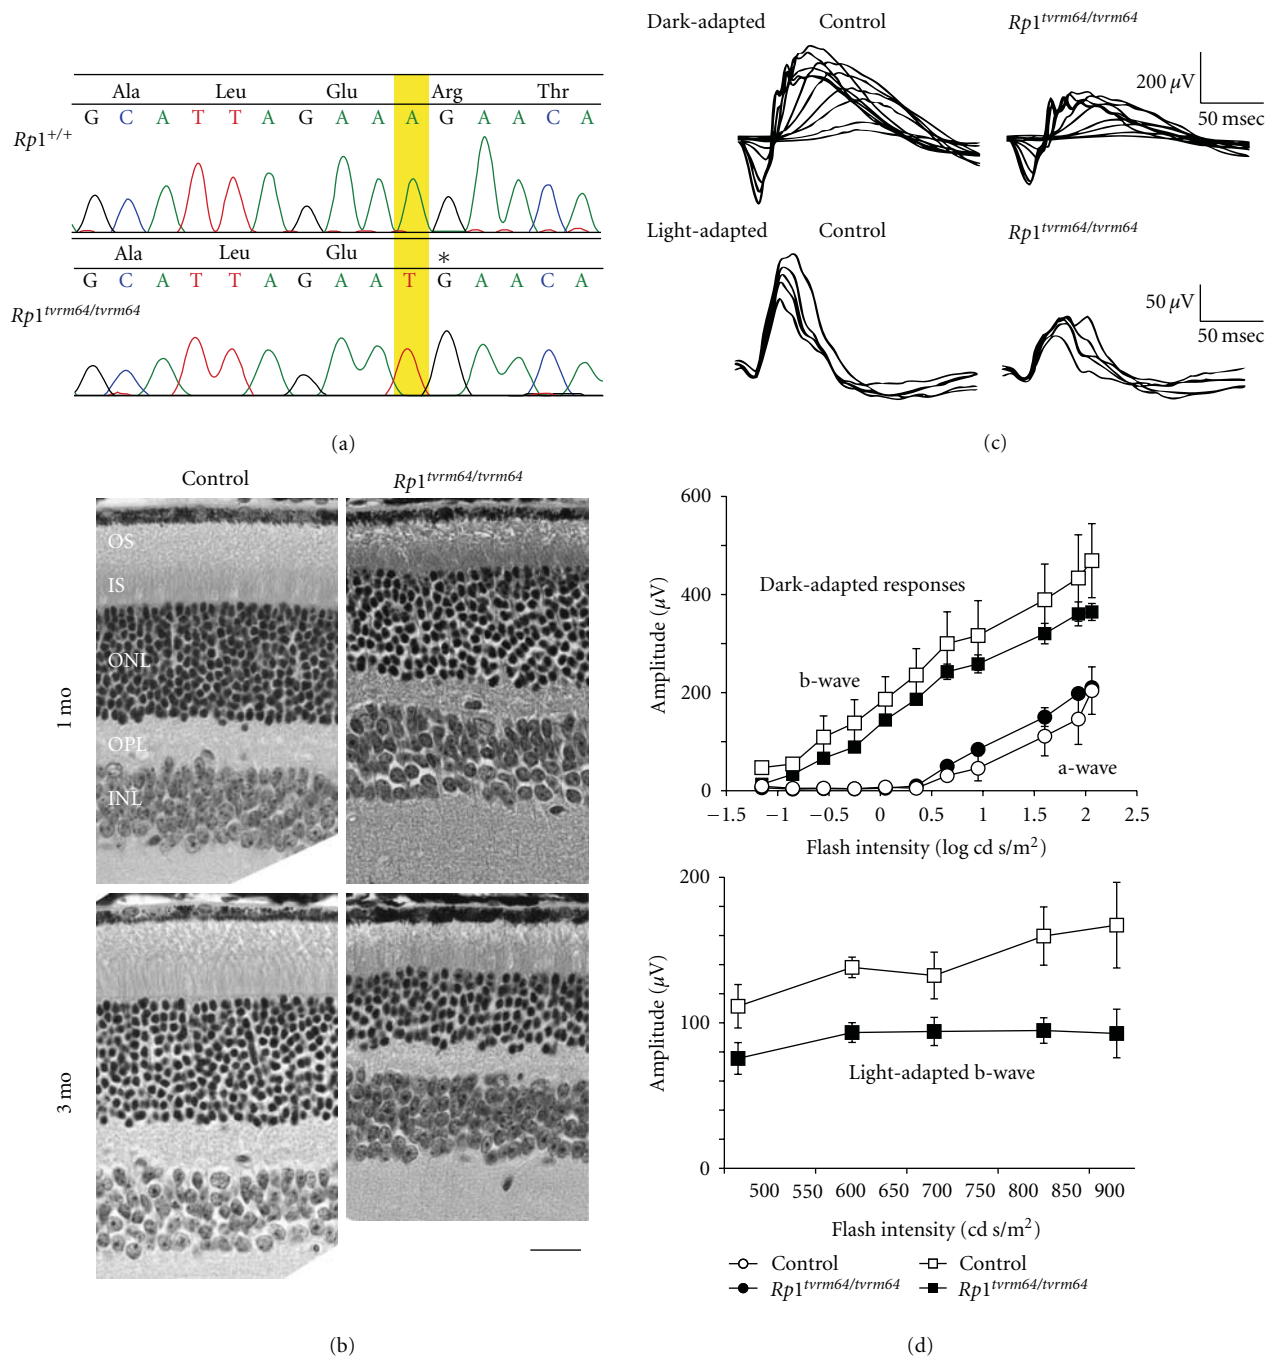 Ala Leu Glu Arg Thr
G C A T T A G A A A G A A C A
Rp1+/+
Ala Leu Glu *
G C A T T A G A A T G A A C A
Rp1tvrm64/tvrm64
(a)
Dark-adapted Control Rp1tvrm64/tvrm64
200 µV
50 msec
Light-adapted Control Rp1tvrm64/tvrm64
50 µV
50 msec
(c)
Control Rp1tvrm64/tvrm64
OS
IS
ONL
OPL
INL
1 mo
3 mo
(b)
600
400
200
0
Amplitude (µV)
Dark-adapted responses
b-wave
a-wave
−1.5 −1 −0.5 0 0.5 1 1.5 2 2.5
Flash intensity (log cd s/m2)
200
100
0
Amplitude (µV)
Light-adapted b-wave
500 550 600 650 700 750 800 850 900
Flash intensity (cd s/m2)
Control Control
Rp1tvrm64/tvrm64 Rp1tvrm64/tvrm64
(d)